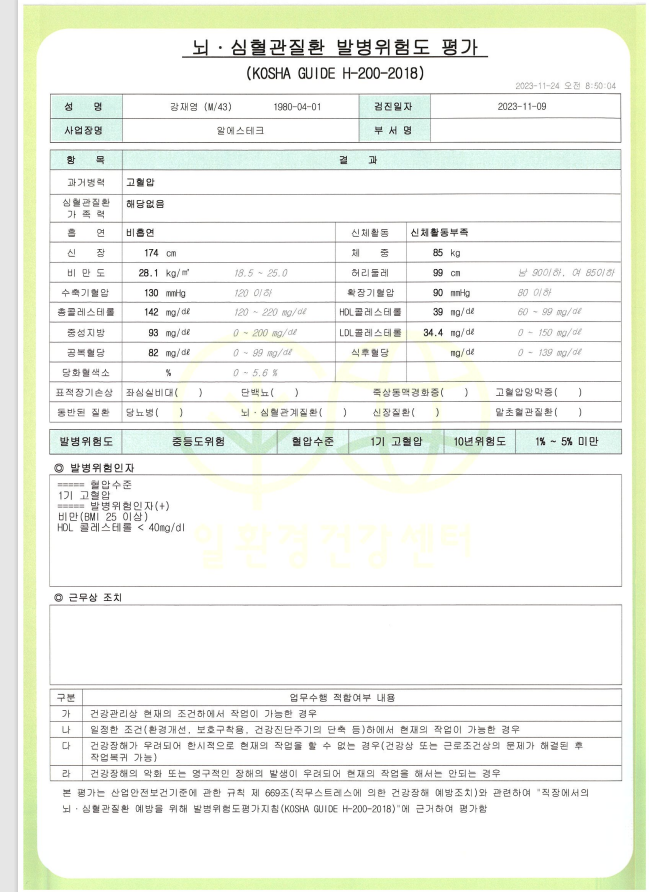 뇌 · 심혈관질환 발병위험도 평가
(KOSHA GUIDE H-200-2018)
2023-11-24 오전 8:50:04
성 명 강재영 (M/43) 1980-04-01 검진일자 2023-11-09
사업장명 알에스테크 부 서 명
항 목 결 과
과거병력 고혈압
심혈관질환 가 족 력 해당없음
흡 연 비흡연 신체활동 신체활동부족
신 장 174 cm 체 중 85 kg
비 만 도 28.1 kg/㎡ 18.5 ~ 25.0 허리둘레 99 cm 남 90이하, 여 85이하
수축기혈압 130 mmHg 120 이하 확장기혈압 90 mmHg 80 이하
총콜레스테롤 142 mg/㎗ 120 ~ 220 mg/㎗ HDL콜레스테롤 39 mg/㎗ 60 ~ 99 mg/㎗
중성지방 93 mg/㎗ 0 ~ 200 mg/㎗ LDL콜레스테롤 34.4 mg/㎗ 0 ~ 150 mg/㎗
공복혈당 82 mg/㎗ 0 ~ 99 mg/㎗ 식후혈당 mg/㎗ 0 ~ 139 mg/㎗
당화혈색소 % 0 ~ 5.6 %
표적장기손상 좌심실비대( ) 단백뇨( ) 죽상동맥경화증( ) 고혈압망막증( )
동반된 질환 당뇨병( ) 뇌 · 심혈관계질환( ) 신장질환( ) 말초혈관질환( )
발병위험도 중등도위험 혈압수준 1기 고혈압 10년위험도 1% ~ 5% 미만
◎ 발병위험인자
===== 혈압수준
1기 고혈압
===== 발병위험인자(+)
비만(BMI 25 이상)
HDL 콜레스테롤 < 40mg/dl
일환경건강센터
◎ 근무상 조치
구분 업무수행 적합여부 내용
가 건강관리상 현재의 조건하에서 작업이 가능한 경우
나 일정한 조건(환경개선, 보호구착용, 건강진단주기의 단축 등)하에서 현재의 작업이 가능한 경우
다 건강장해가 우려되어 한시적으로 현재의 작업을 할 수 없는 경우(건강상 또는 근로조건상의 문제가 해결된 후
작업복귀 가능)
라 건강장해의 악화 또는 영구적인 장해의 발생이 우려되어 현재의 작업을 해서는 안되는 경우
본 평가는 산업안전보건기준에 관한 규칙 제 669조(직무스트레스에 의한 건강장해 예방조치)와 관련하여 "직장에서의
뇌 · 심혈관질환 예방을 위해 발병위험도평가지침(KOSHA GUIDE H-200-2018)"에 근거하여 평가함